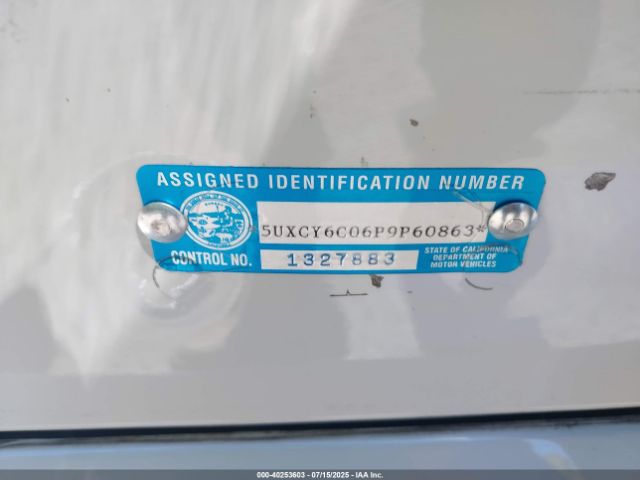 ASSIGNED IDENTIFICATION NUMBER
*5UXCY6C06P9P60863*
CONTROL NO. 1327883
STATE OF CALIFORNIA
DEPARTMENT OF
MOTOR VEHICLES
000-40253603 - 07/15/2025 - IAA Inc.